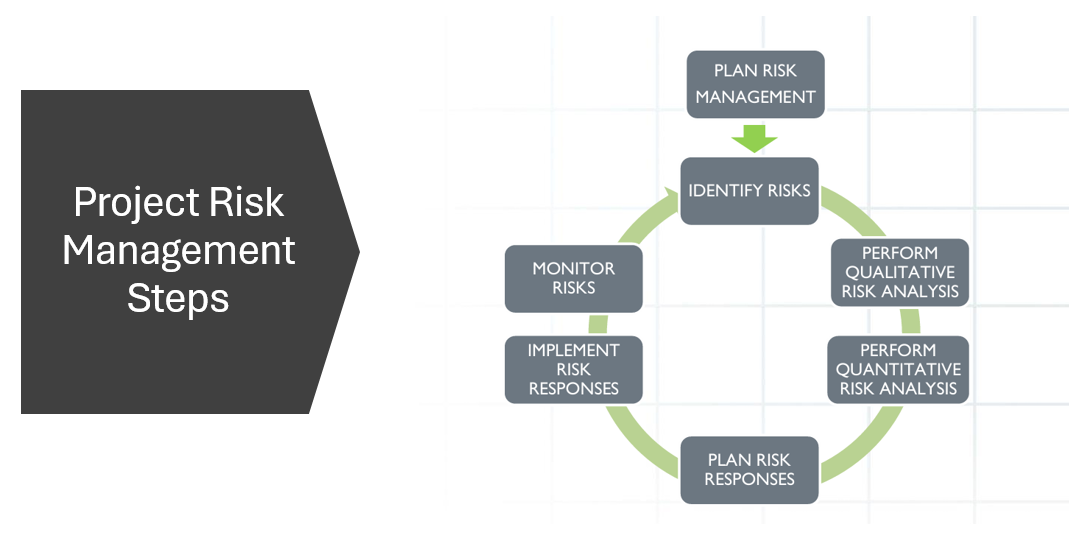 Project Risk
Management
Steps
PLAN RISK
MANAGEMENT
IDENTIFY RISKS
PERFORM
QUALITATIVE
RISK ANALYSIS
PERFORM
QUANTITATIVE
RISK ANALYSIS
PLAN RISK
RESPONSES
IMPLEMENT
RISK
RESPONSES
MONITOR
RISKS